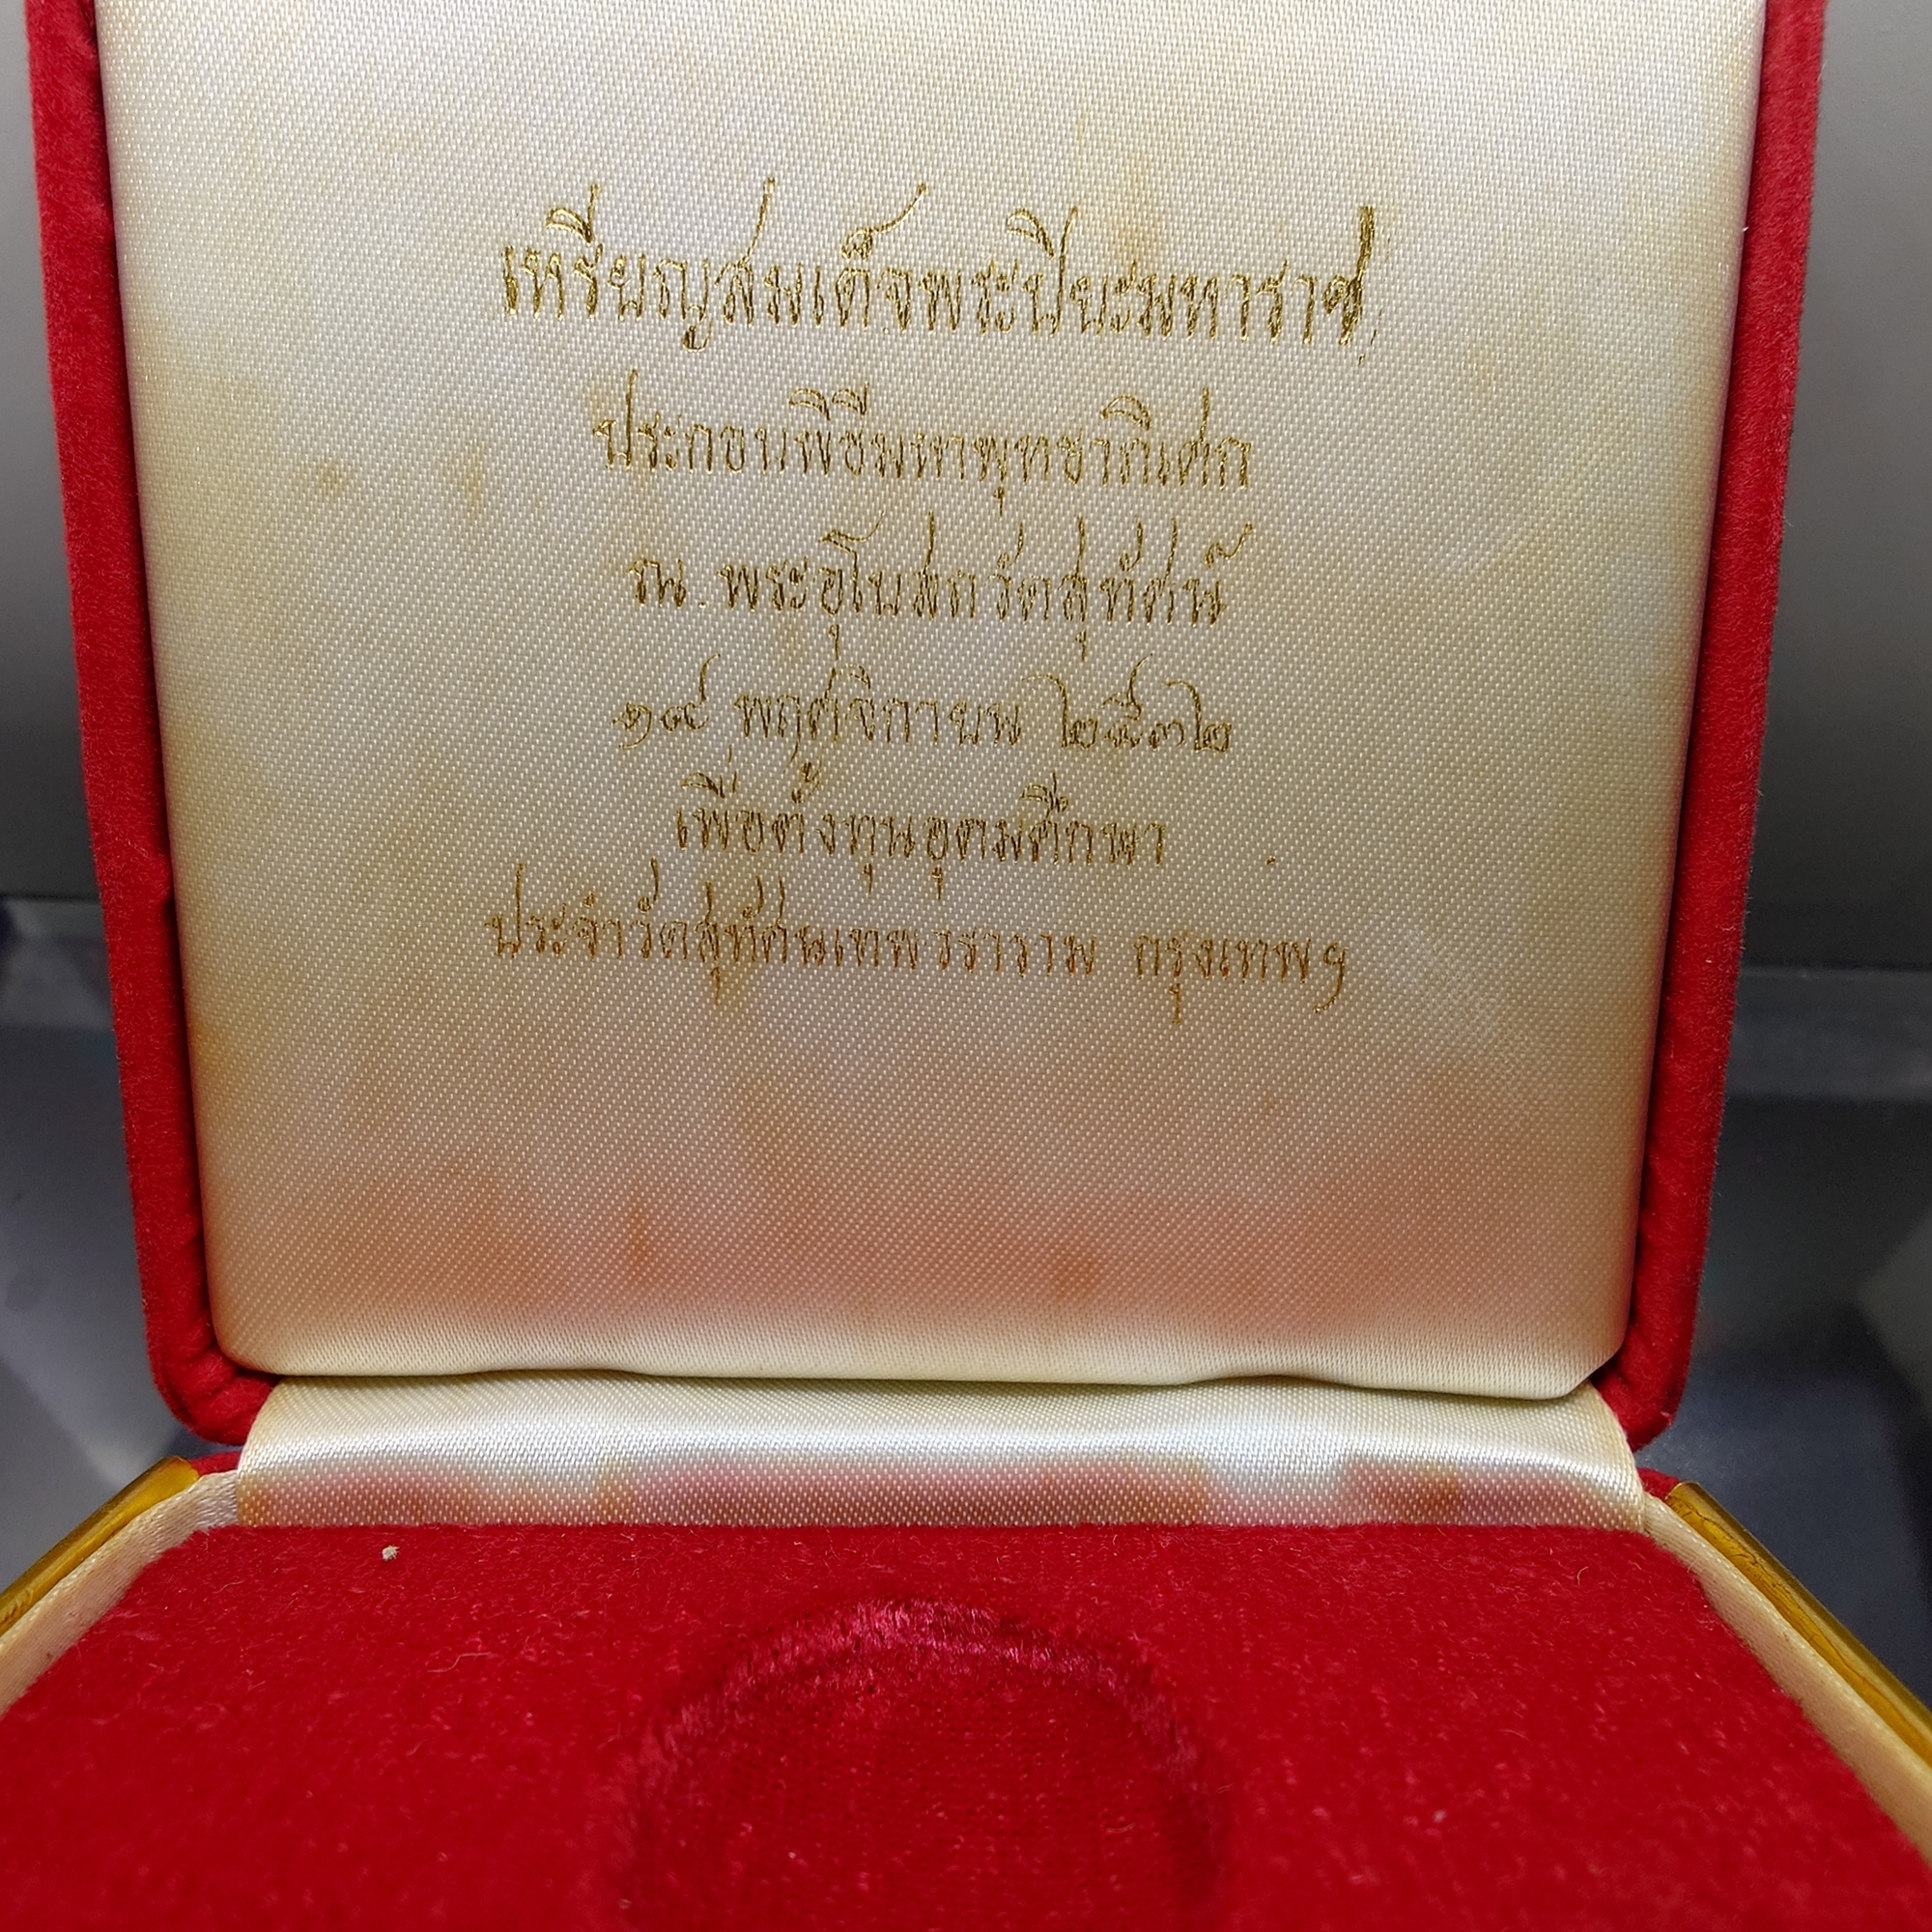 เหรียญสมเด็จพระปิยะมหาราช
ประกอบพิธีมหาพุทธาภิเศก
ณ. พระอุโบสถวัดสุทัศน์
๑๔ พฤศจิกายน ๒๕๓๒
เพื่อตั้งทุนอุดมศึกษา
ประจำวัดสุทัศนเทพวราราม กรุงเทพฯ